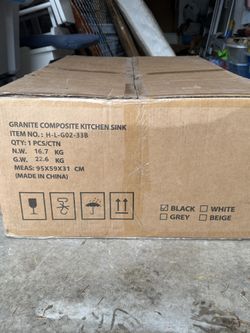 GRANITE COMPOSITE KITCHEN SINK
ITEM NO. : H-L-G02-33B
QTY: 1 PCS/CTN
N.W. 16.7 KG
G.W. 22.6 KG
MEAS: 95X59X31 CM
(MADE IN CHINA)
☑ BLACK ☐ WHITE
☐ GREY ☐ BEIGE